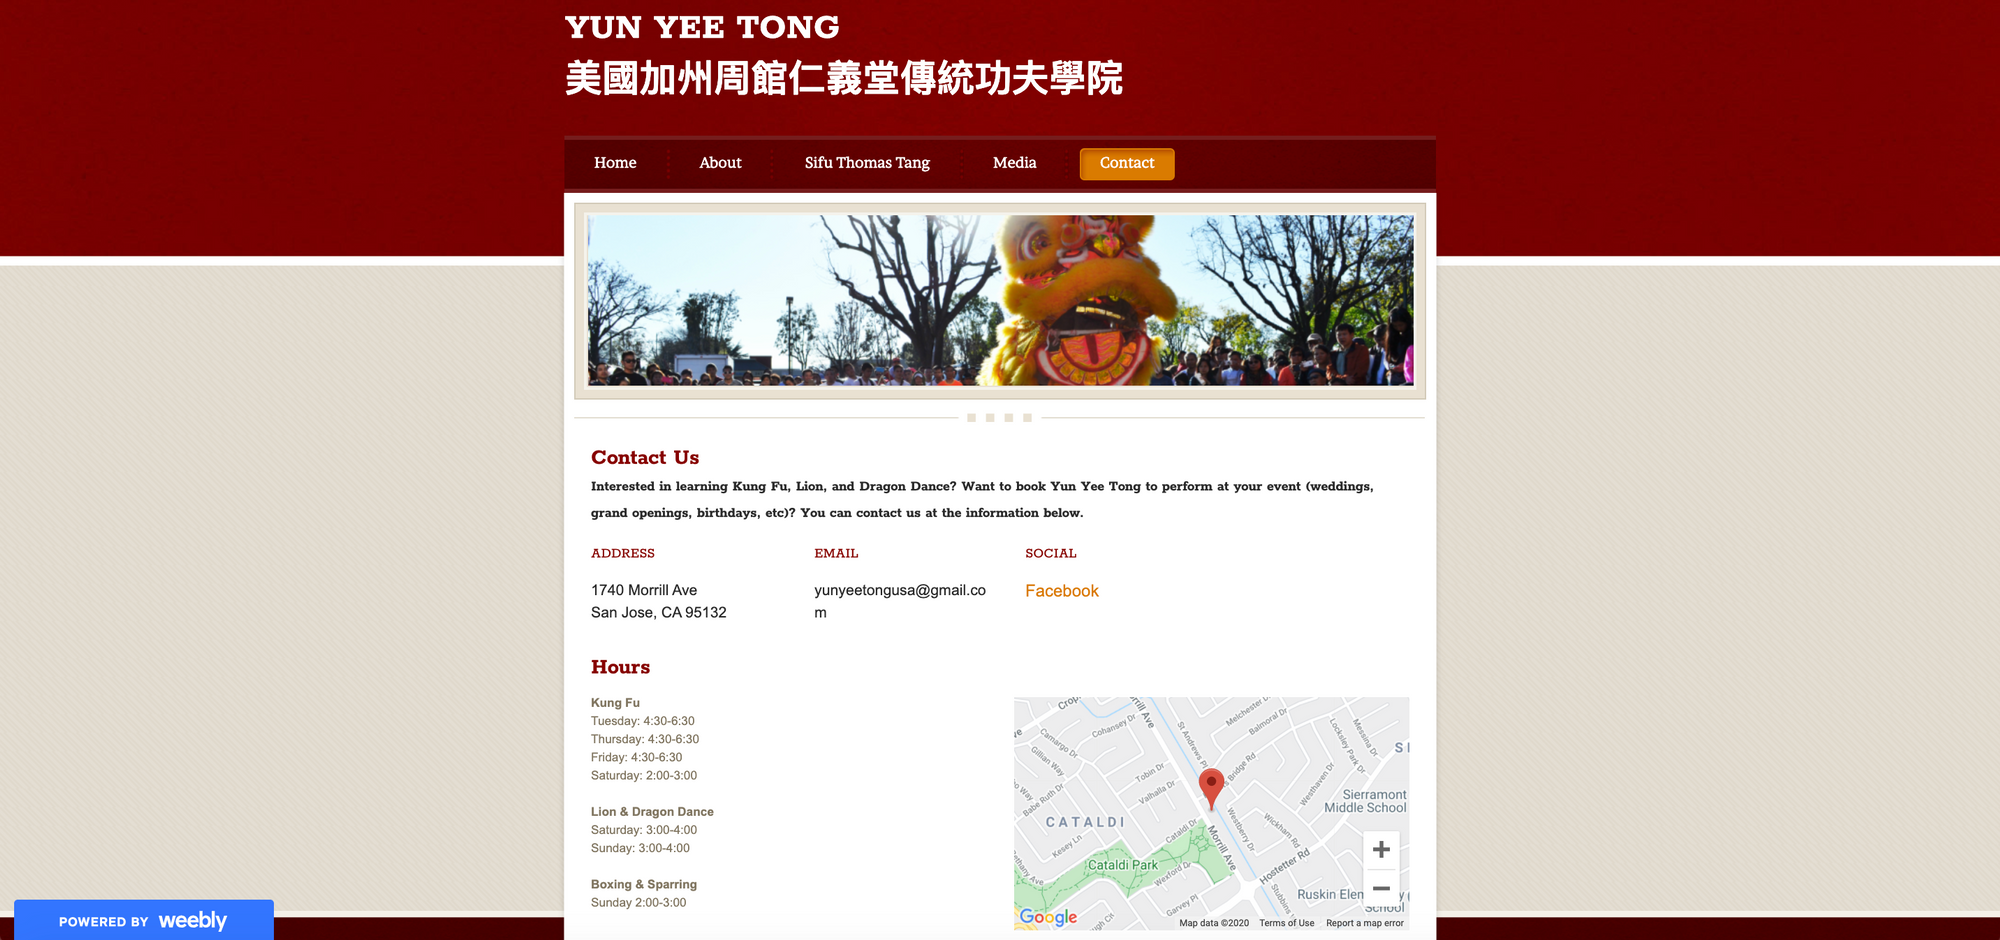 YUN YEE TONG
美國加州周館仁義堂傳統功夫學院
Home
About
Sifu Thomas Tang
Media
Contact
Contact Us
Interested in learning Kung Fu, Lion, and Dragon Dance? Want to book Yun Yee Tong to perform at your event (weddings,
grand openings, birthdays, etc)? You can contact us at the information below.
ADDRESS
1740 Morrill Ave
San Jose, CA 95132
EMAIL
yunyeetongusa@gmail.co
m
SOCIAL
Facebook
Hours
Kung Fu
Tuesday: 4:30-6:30
Thursday: 4:30-6:30
Friday: 4:30-6:30
Saturday: 2:00-3:00
Lion & Dragon Dance
Saturday: 3:00-4:00
Sunday: 3:00-4:00
Boxing & Sparring
Sunday 2:00-3:00
Crop
rrill Ave
Melchester D
Balmoral Dr
St Andrews Pl
Cohansey Dr
Camargo Dr
Gillian Way
Locksley Park Dr
Messina Dr
S I
Bridge Rd
Tobin Dr
Valhalla Dr
Babe Ruth Dr
Westhaven Dr
Sierramont
Middle School
CATALDI
Cataldi Dr
Westberry Dr
Wickham Rd
Kesey Ln
Morrill Ave
Cataldi Park
Hostetter Rd
Bethany Ave
Wexford Dr
Garvey Pl
Stubbins
Ruskin Elem
School
Google
Map data ©2020
Terms of Use
Report a map error
POWERED BY weebly